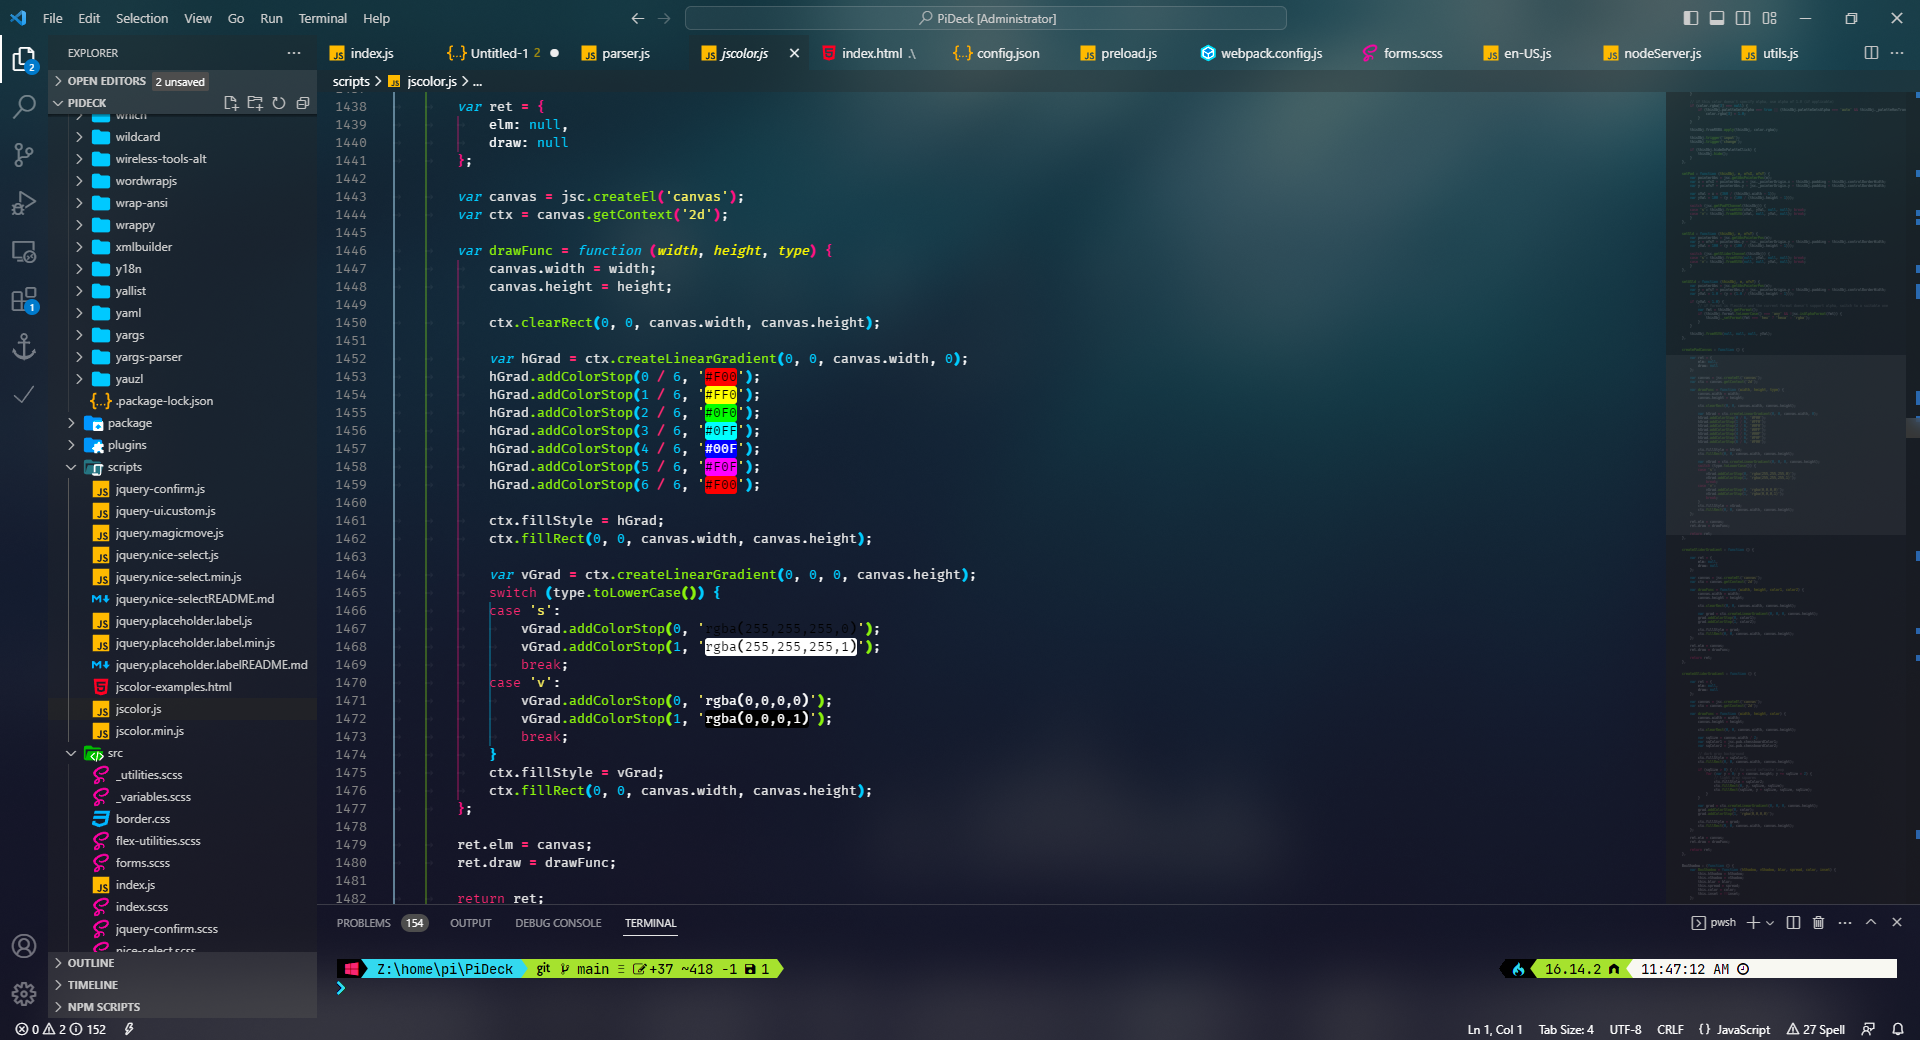 File Edit Selection View Go Run Terminal Help
PiDeck [Administrator]
EXPLORER
index.js
Untitled-1 2
parser.js
jscolor.js
index.html .\
config.json
preload.js
webpack.config.js
forms.scss
en-US.js
nodeServer.js
utils.js
OPEN EDITORS 2 unsaved
scripts > jscolor.js > ...
PIDECK
which
wildcard
wireless-tools-alt
wordwrapjs
wrap-ansi
wrappy
xmlbuilder
y18n
yallist
yaml
yargs
yargs-parser
yauzl
.package-lock.json
package
plugins
scripts
jquery-confirm.js
jquery-ui.custom.js
jquery.magicmove.js
jquery.nice-select.js
jquery.nice-select.min.js
jquery.nice-selectREADME.md
jquery.placeholder.label.js
jquery.placeholder.label.min.js
jquery.placeholder.labelREADME.md
jscolor-examples.html
jscolor.js
jscolor.min.js
src
_utilities.scss
_variables.scss
border.css
flex-utilities.scss
forms.scss
index.js
index.scss
jquery-confirm.scss
nice-select.scss
OUTLINE
TIMELINE
NPM SCRIPTS
2
1
1438 var ret = {
1439 elm: null,
1440 draw: null
1441 };
1442
1443 var canvas = jsc.createEl('canvas');
1444 var ctx = canvas.getContext('2d');
1445
1446 var drawFunc = function (width, height, type) {
1447 canvas.width = width;
1448 canvas.height = height;
1449
1450 ctx.clearRect(0, 0, canvas.width, canvas.height);
1451
1452 var hGrad = ctx.createLinearGradient(0, 0, canvas.width, 0);
1453 hGrad.addColorStop(0 / 6, '#F00');
1454 hGrad.addColorStop(1 / 6, '#FF0');
1455 hGrad.addColorStop(2 / 6, '#0F0');
1456 hGrad.addColorStop(3 / 6, '#0FF');
1457 hGrad.addColorStop(4 / 6, '#00F');
1458 hGrad.addColorStop(5 / 6, '#F0F');
1459 hGrad.addColorStop(6 / 6, '#F00');
1460
1461 ctx.fillStyle = hGrad;
1462 ctx.fillRect(0, 0, canvas.width, canvas.height);
1463
1464 var vGrad = ctx.createLinearGradient(0, 0, 0, canvas.height);
1465 switch (type.toLowerCase()) {
1466 case 's':
1467 vGrad.addColorStop(0, 'rgba(255,255,255,0)');
1468 vGrad.addColorStop(1, 'rgba(255,255,255,1)');
1469 break;
1470 case 'v':
1471 vGrad.addColorStop(0, 'rgba(0,0,0,0)');
1472 vGrad.addColorStop(1, 'rgba(0,0,0,1)');
1473 break;
1474 }
1475 ctx.fillStyle = vGrad;
1476 ctx.fillRect(0, 0, canvas.width, canvas.height);
1477 };
1478
1479 ret.elm = canvas;
1480 ret.draw = drawFunc;
1481
1482 return ret;
PROBLEMS 154 OUTPUT DEBUG CONSOLE TERMINAL
pwsh
Z:\home\pi\PiDeck git main ≡ +37 ~418 -1 1
16.14.2 11:47:12 AM
0 2 152
Ln 1, Col 1 Tab Size: 4 UTF-8 CRLF {} JavaScript 27 Spell